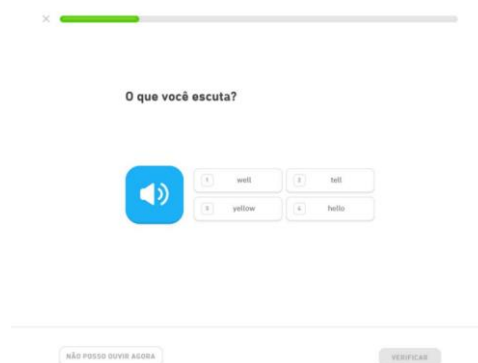 O que você escuta?
1 well
2 tell
3 yellow
4 hello
NÃO POSSO OUVIR AGORA
VERIFICAR